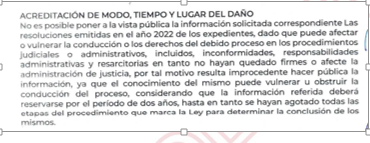 ACREDITACIÓN DE MODO, TIEMPO Y LUGAR DEL DAÑO
No es posible poner a la vista pública la información solicitada correspondiente Las
resoluciones emitidas en el año 2022 de los expedientes, dado que puede afectar
o vulnerar la conducción o los derechos del debido proceso en los procedimientos
judiciales o administrativos, incluidos, inconformidades, responsabilidades
administrativas y resarcitorias en tanto no hayan quedado firmes o afecte la
administración de justicia, por tal motivo resulta improcedente hacer pública la
información, ya que el conocimiento del mismo puede vulnerar u obstruir la
conducción del proceso, considerando que la información referida deberá
reservarse por el período de dos años, hasta en tanto se hayan agotado todas las
etapas del procedimiento que marca la Ley para determinar la conclusión de los
mismos.